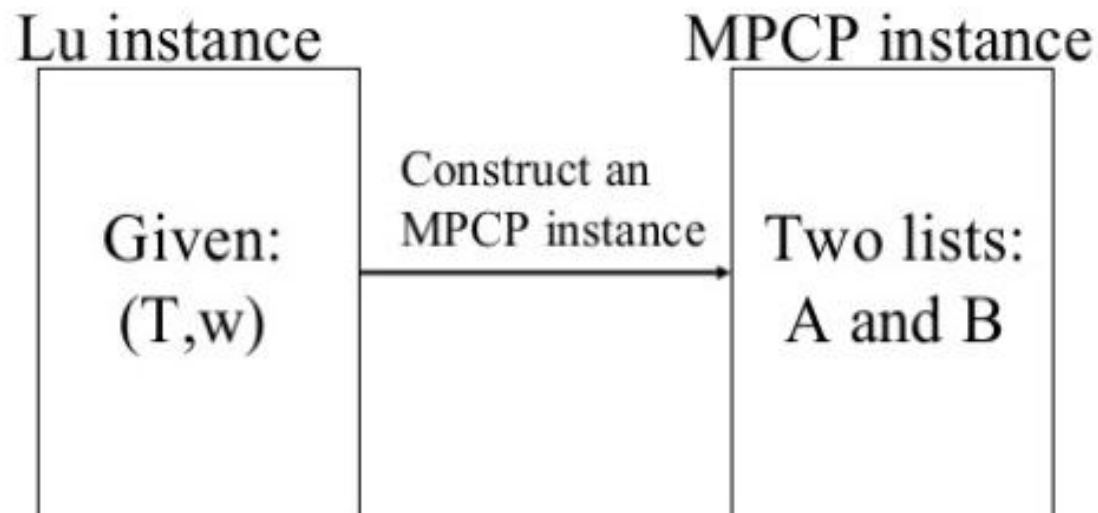 Lu instance
MPCP instance
Given:
(T,w)
Construct an
MPCP instance
Two lists:
A and B